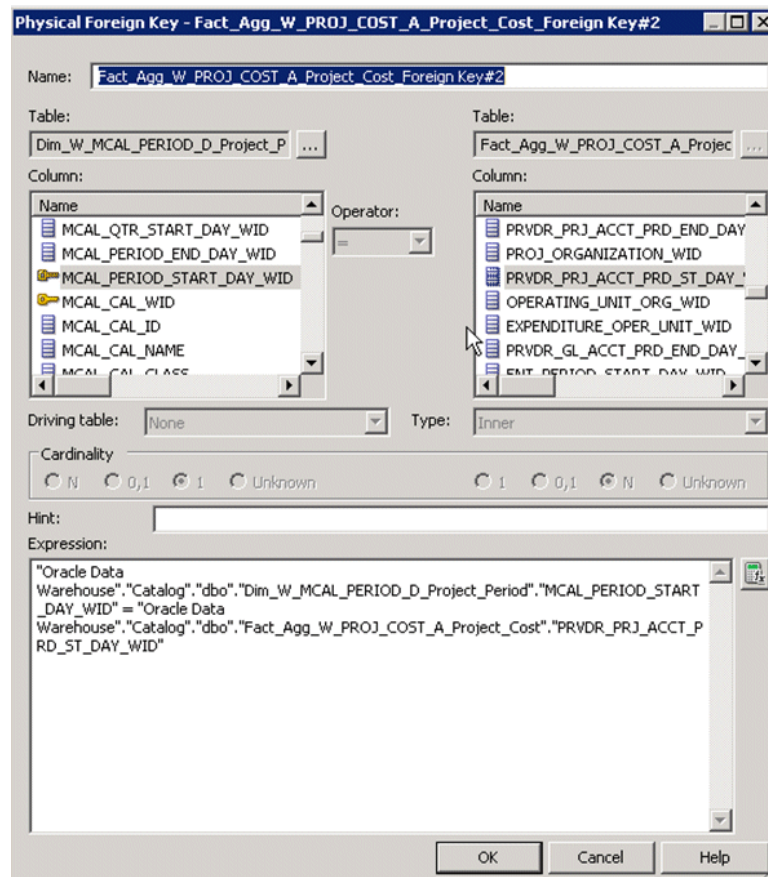 Physical Foreign Key - Fact_Agg_W_PROJ_COST_A_Project_Cost_Foreign Key#2
Name: Fact_Agg_W_PROJ_COST_A_Project_Cost_Foreign Key#2
Table: Table:
Dim_W_MCAL_PERIOD_D_Project_P ... Fact_Agg_W_PROJ_COST_A_Projec ...
Column: Column:
Name Operator: Name
MCAL_QTR_START_DAY_WID = PRVDR_PRJ_ACCT_PRD_END_DAY
MCAL_PERIOD_END_DAY_WID PROJ_ORGANIZATION_WID
MCAL_PERIOD_START_DAY_WID PRVDR_PRJ_ACCT_PRD_ST_DAY_
MCAL_CAL_WID OPERATING_UNIT_ORG_WID
MCAL_CAL_ID EXPENDITURE_OPER_UNIT_WID
MCAL_CAL_NAME PRVDR_GL_ACCT_PRD_END_DAY_
MCAL_CAL_CLASS ENT_PERIOD_START_DAY_WID
Driving table: None Type: Inner
Cardinality
N 0,1 1 Unknown 1 0,1 N Unknown
Hint:
Expression:
"Oracle Data
Warehouse"."Catalog"."dbo"."Dim_W_MCAL_PERIOD_D_Project_Period"."MCAL_PERIOD_START
_DAY_WID" = "Oracle Data
Warehouse"."Catalog"."dbo"."Fact_Agg_W_PROJ_COST_A_Project_Cost"."PRVDR_PRJ_ACCT_P
RD_ST_DAY_WID"
OK Cancel Help